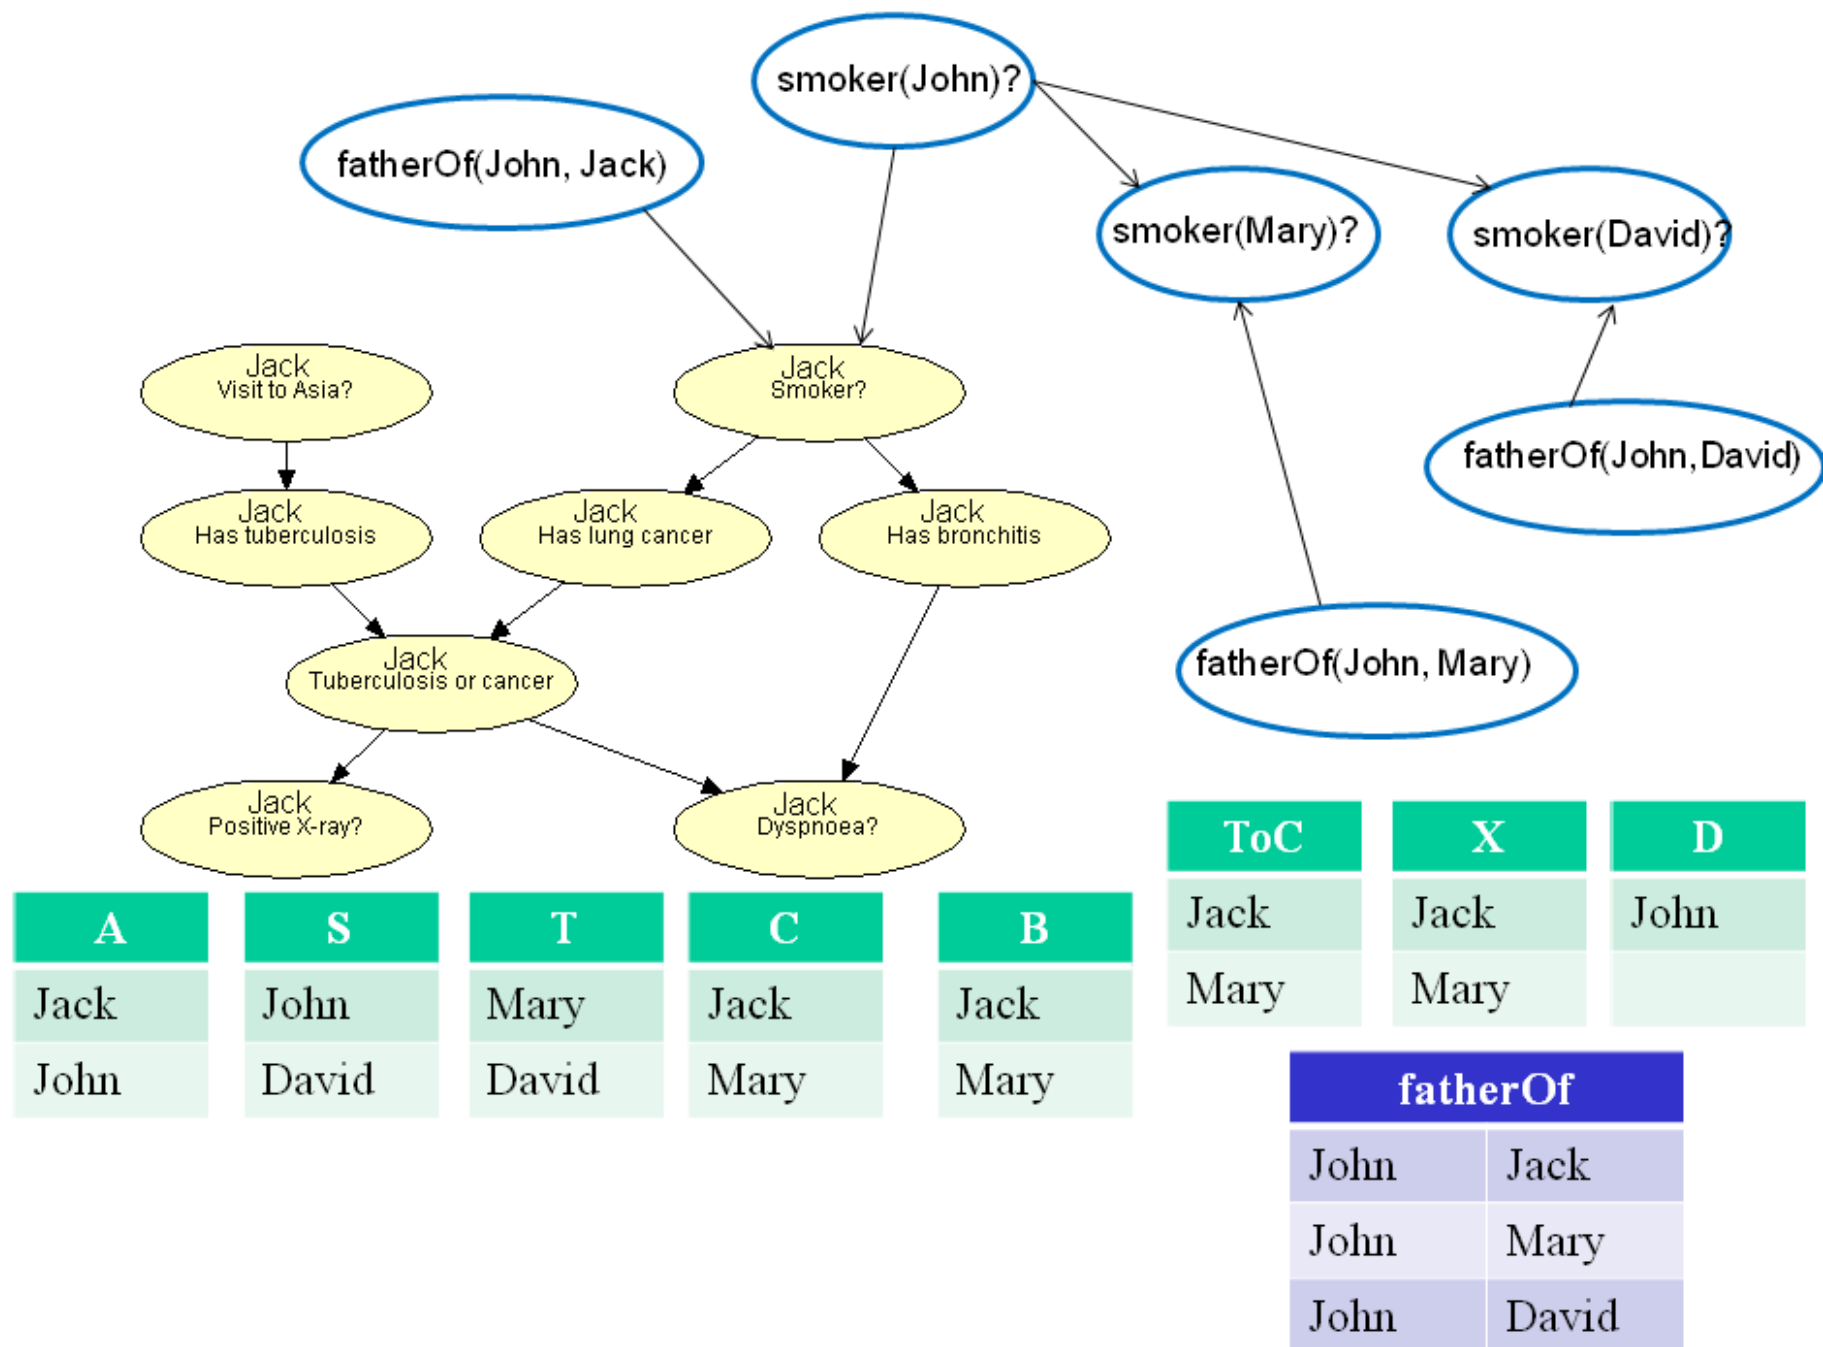 smoker(John)?
fatherOf(John, Jack)
smoker(Mary)?
smoker(David)?
Jack
Visit to Asia?
Jack
Smoker?
fatherOf(John,David)
Jack
Has tuberculosis
Jack
Has lung cancer
Jack
Has bronchitis
fatherOf(John, Mary)
Jack
Tuberculosis or cancer
Jack
Positive X-ray?
Jack
Dyspnoea?
ToC X D
Jack Jack John
Mary Mary
A S T C B
Jack John Mary Jack Jack
John David David Mary Mary
fatherOf
John Jack
John Mary
John David